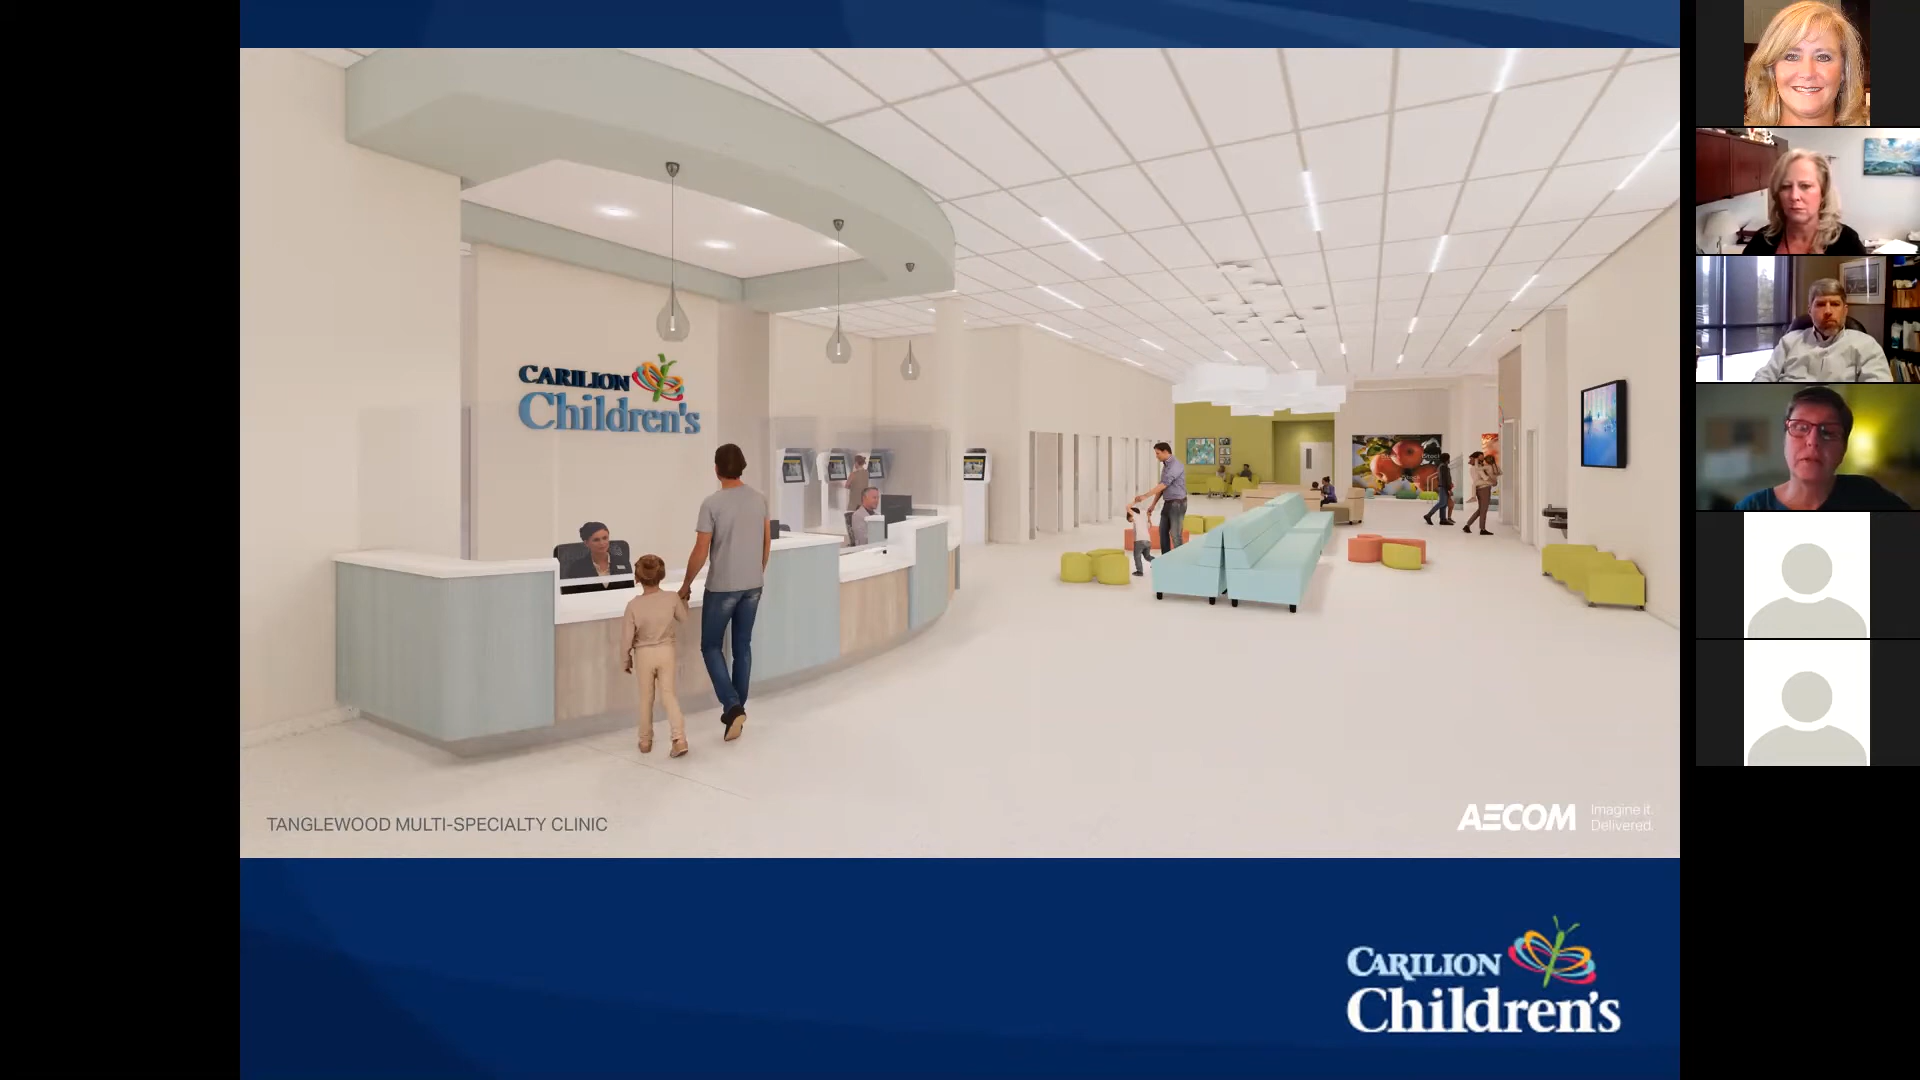 CARILION
Children's
TANGLEWOOD MULTI-SPECIALTY CLINIC
AECOM
Imagine it.
Delivered.
CARILION
Children's